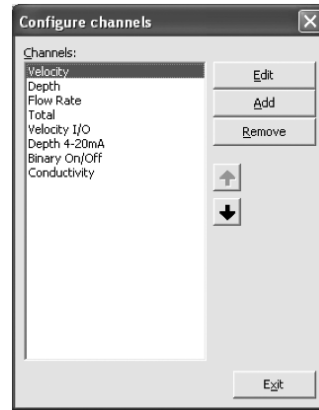 Configure channels
Channels:
Velocity
Depth
Flow Rate
Total
Velocity I/O
Depth 4-20mA
Binary On/Off
Conductivity
Edit
Add
Remove
Exit